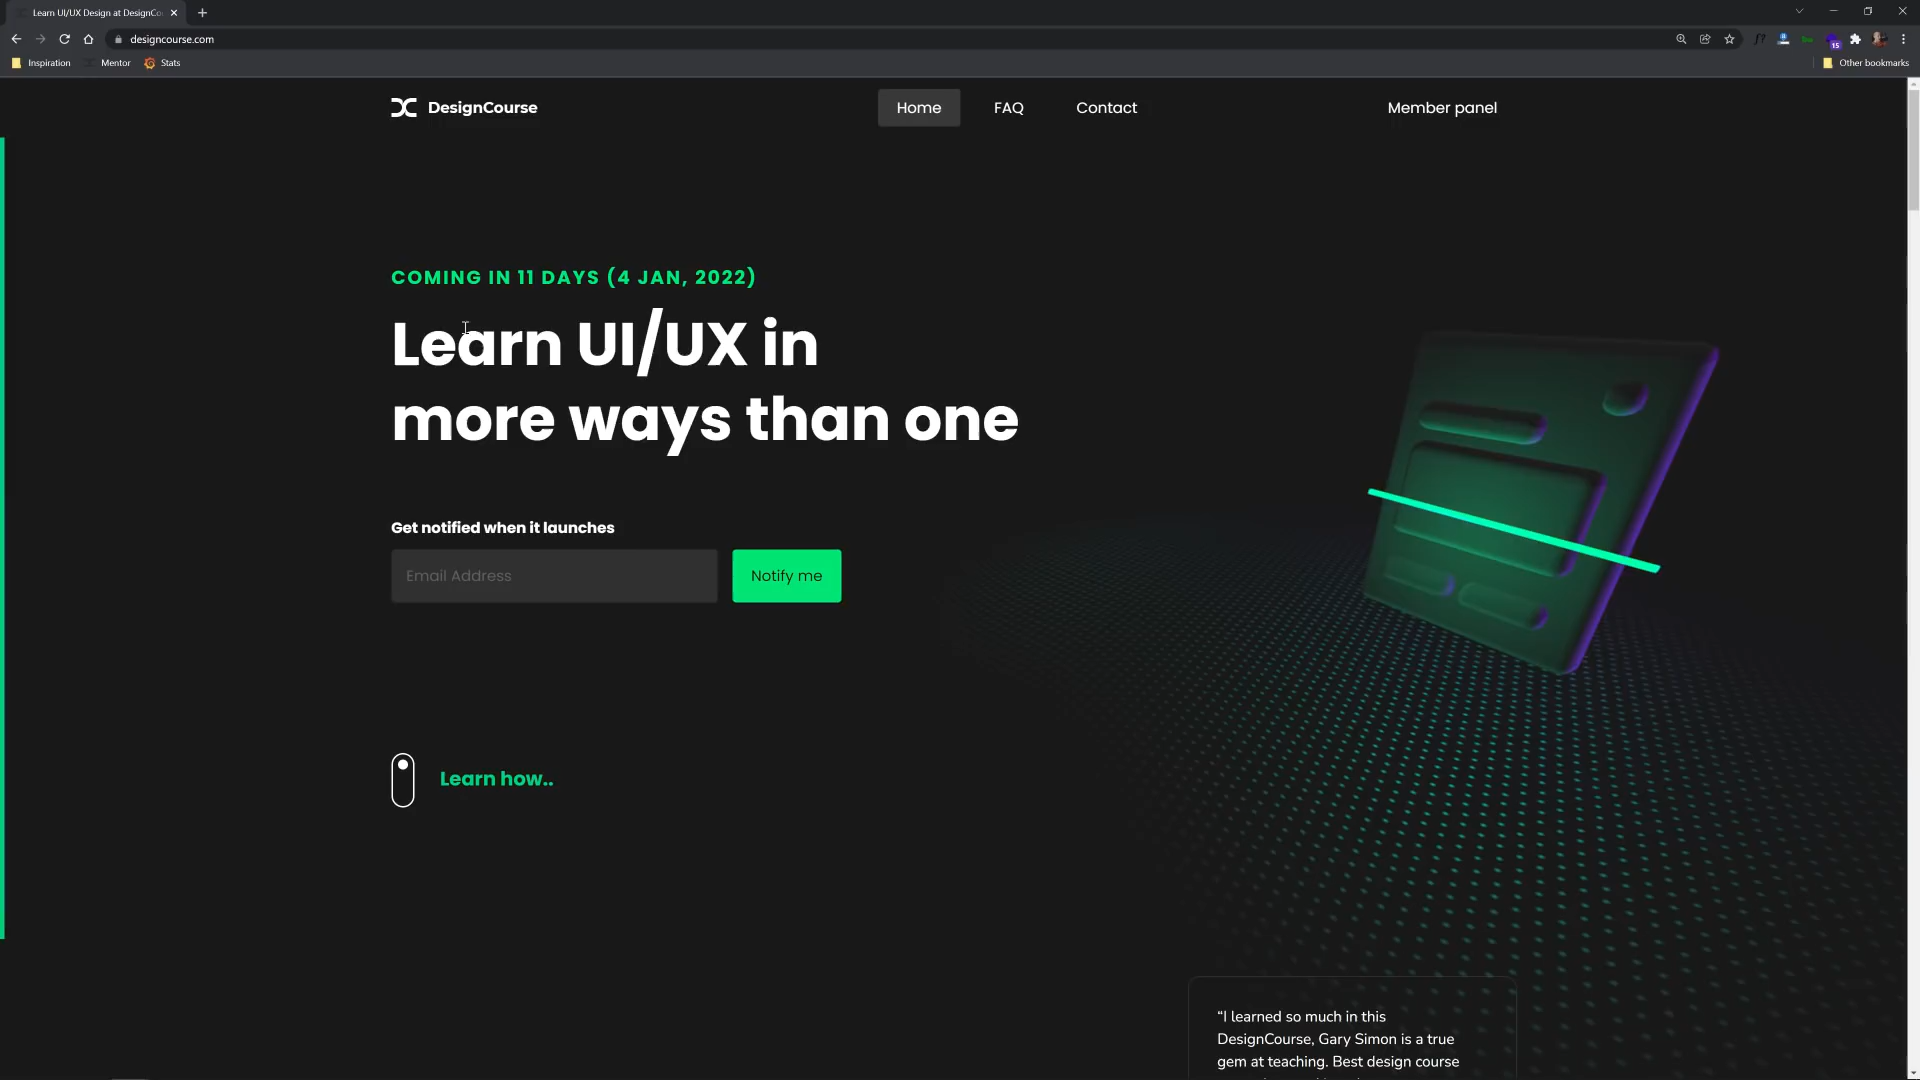 Learn UI/UX Design at DesignCo
designcourse.com
15
Inspiration
Mentor
Stats
Other bookmarks
DesignCourse
Home
FAQ
Contact
Member panel
COMING IN 11 DAYS (4 JAN, 2022)
Learn UI/UX in
more ways than one
Get notified when it launches
Email Address
Notify me
Learn how..
“I learned so much in this
DesignCourse, Gary Simon is a true
gem at teaching. Best design course